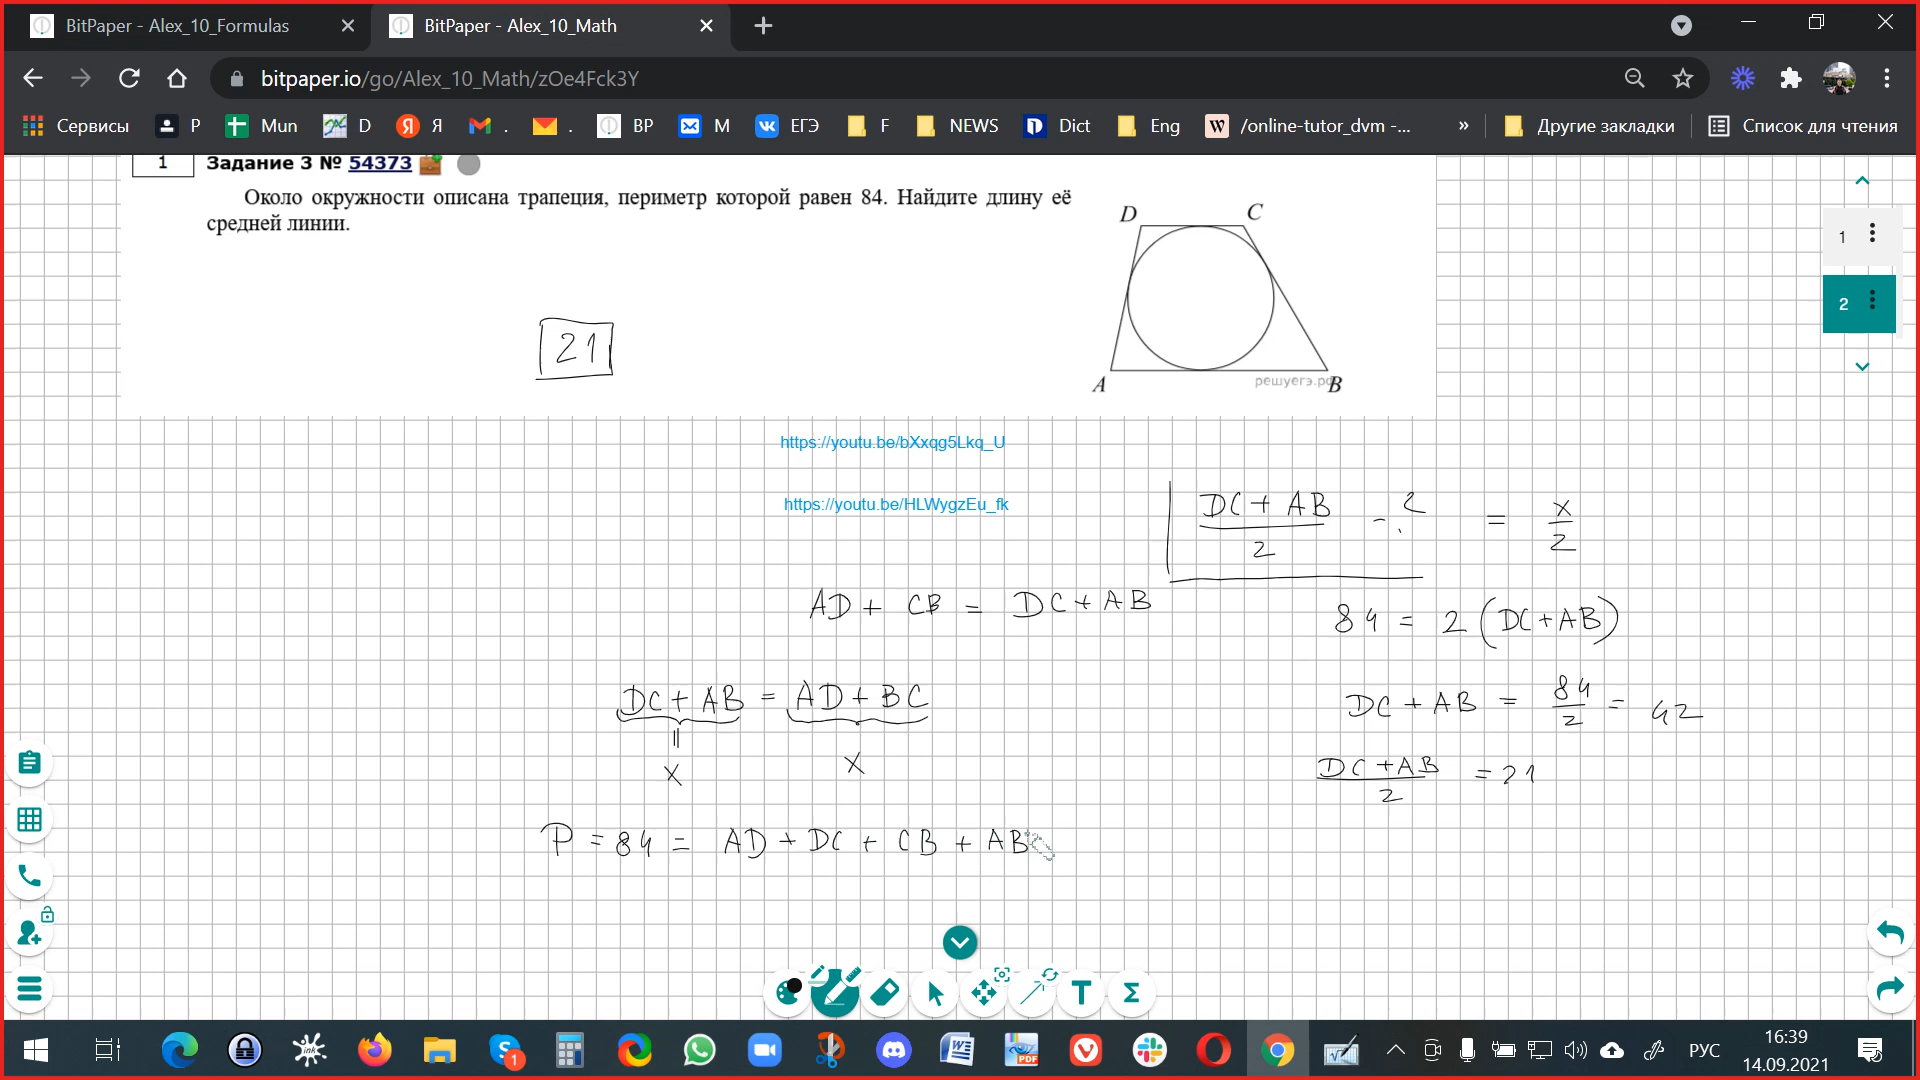 BitPaper - Alex_10_Formulas
BitPaper - Alex_10_Math
bitpaper.io/go/Alex_10_Math/zOe4Fck3Y
Сервисы P Mun D Я . . BP M ЕГЭ F NEWS Dict Eng /online-tutor_dvm -... » Другие закладки Список для чтения
1 Задание 3 № 54373
Около окружности описана трапеция, периметр которой равен 84. Найдите длину её
средней линии.
D C
A B
решуегэ.рф
21
1
2
https://youtu.be/bXxqg5Lkq_U
https://youtu.be/HLWygzEu_fk
DC + AB / 2 - ? = x / 2
AD + CB = DC + AB
84 = 2 (DC + AB)
DC + AB = AD + BC
|| 
x x
DC + AB = 84 / 2 = 42
DC + AB / 2 = 21
P = 84 = AD + DC + CB + AB
T Σ
1 PDF РУС
16:39
14.09.2021